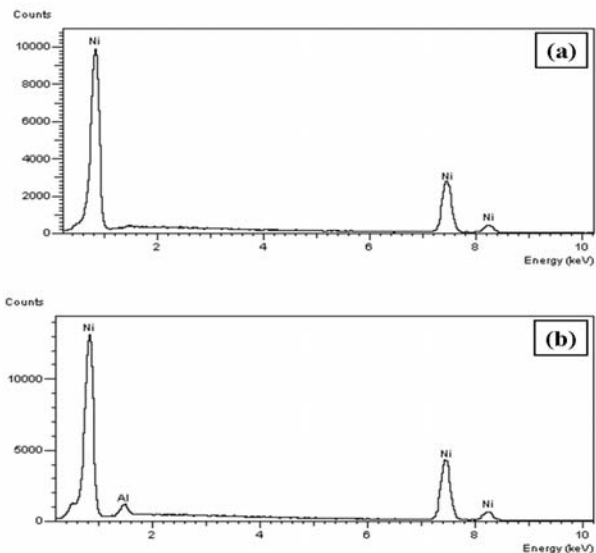 Counts
(a)
Ni
10000
8000
6000
4000
Ni
2000
Ni
0
2 4 6 8 10
Energy (keV)
Counts
(b)
Ni
10000
Ni
5000
Al
Ni
0
2 4 6 8 10
Energy (keV)